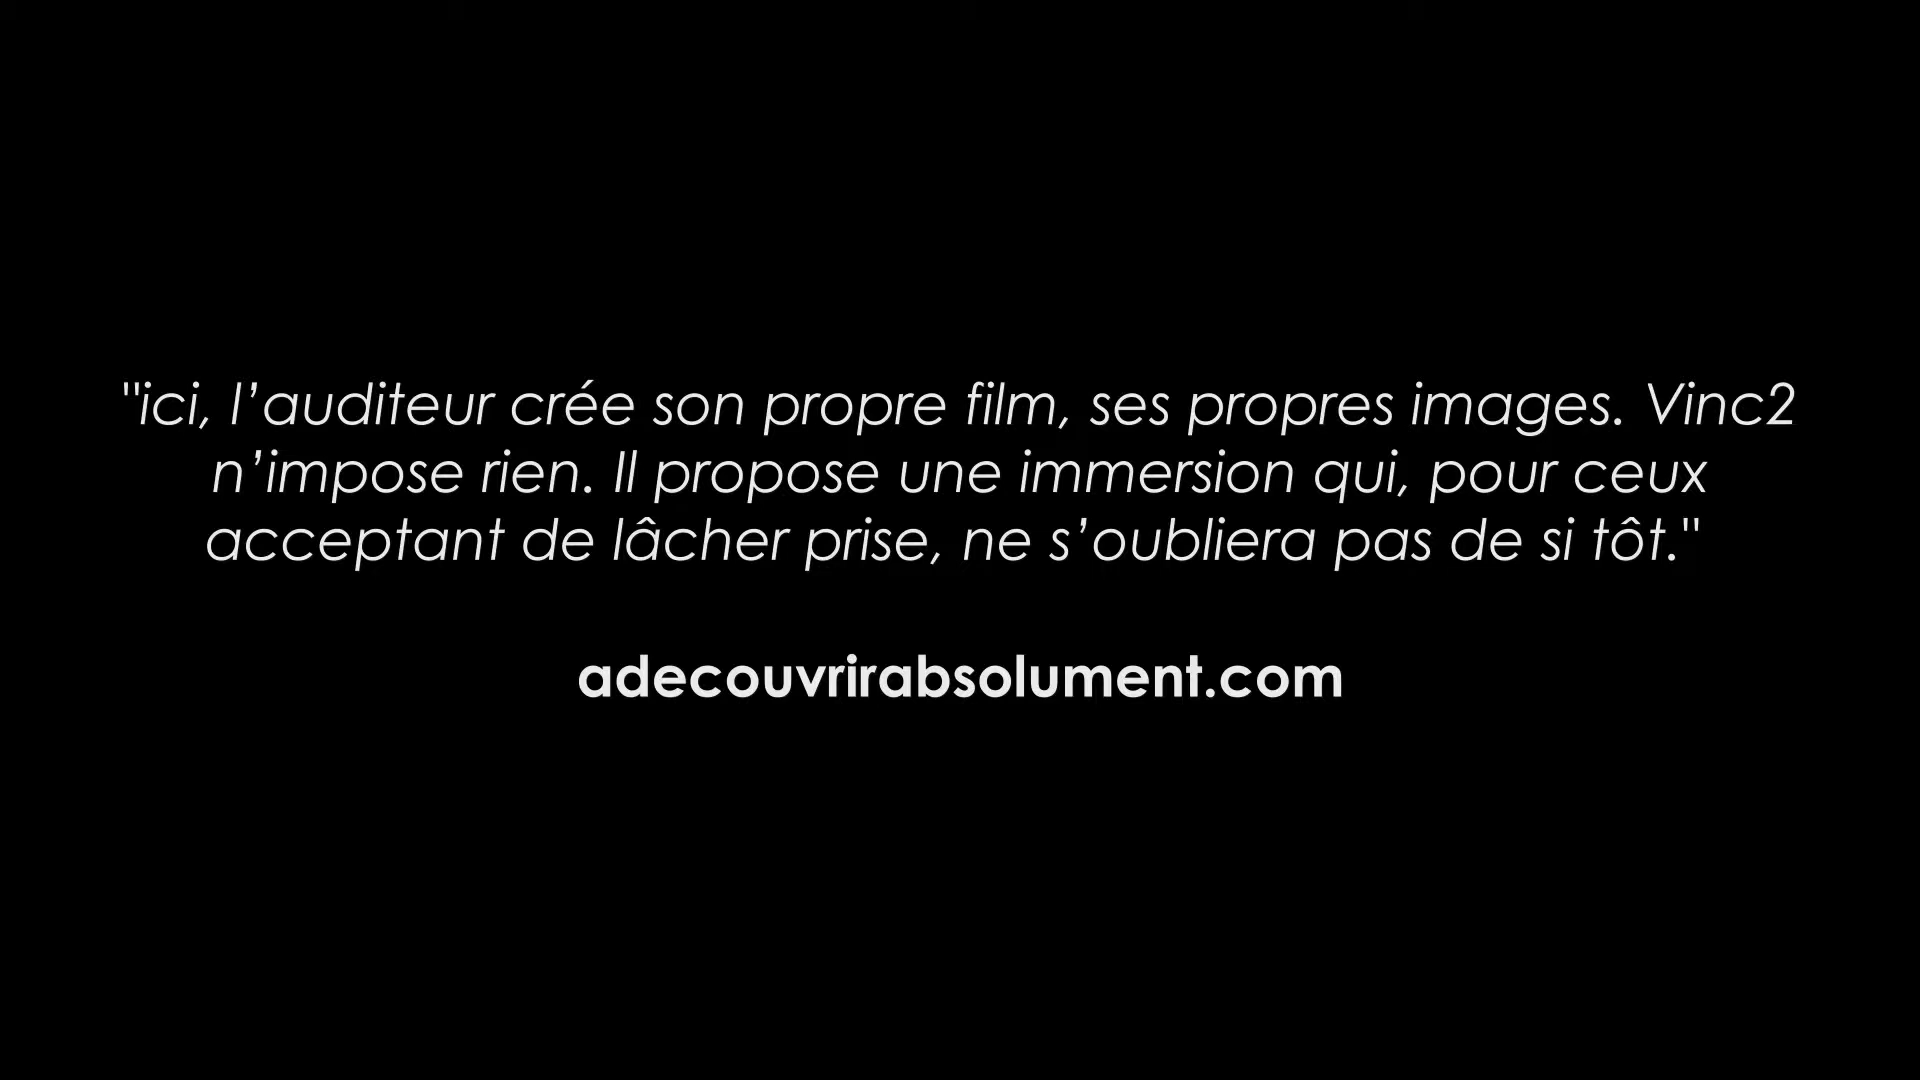 "ici, l’auditeur crée son propre film, ses propres images. Vinc2
n’impose rien. Il propose une immersion qui, pour ceux
acceptant de lâcher prise, ne s’oubliera pas de si tôt."
adecouvrirabsolument.com